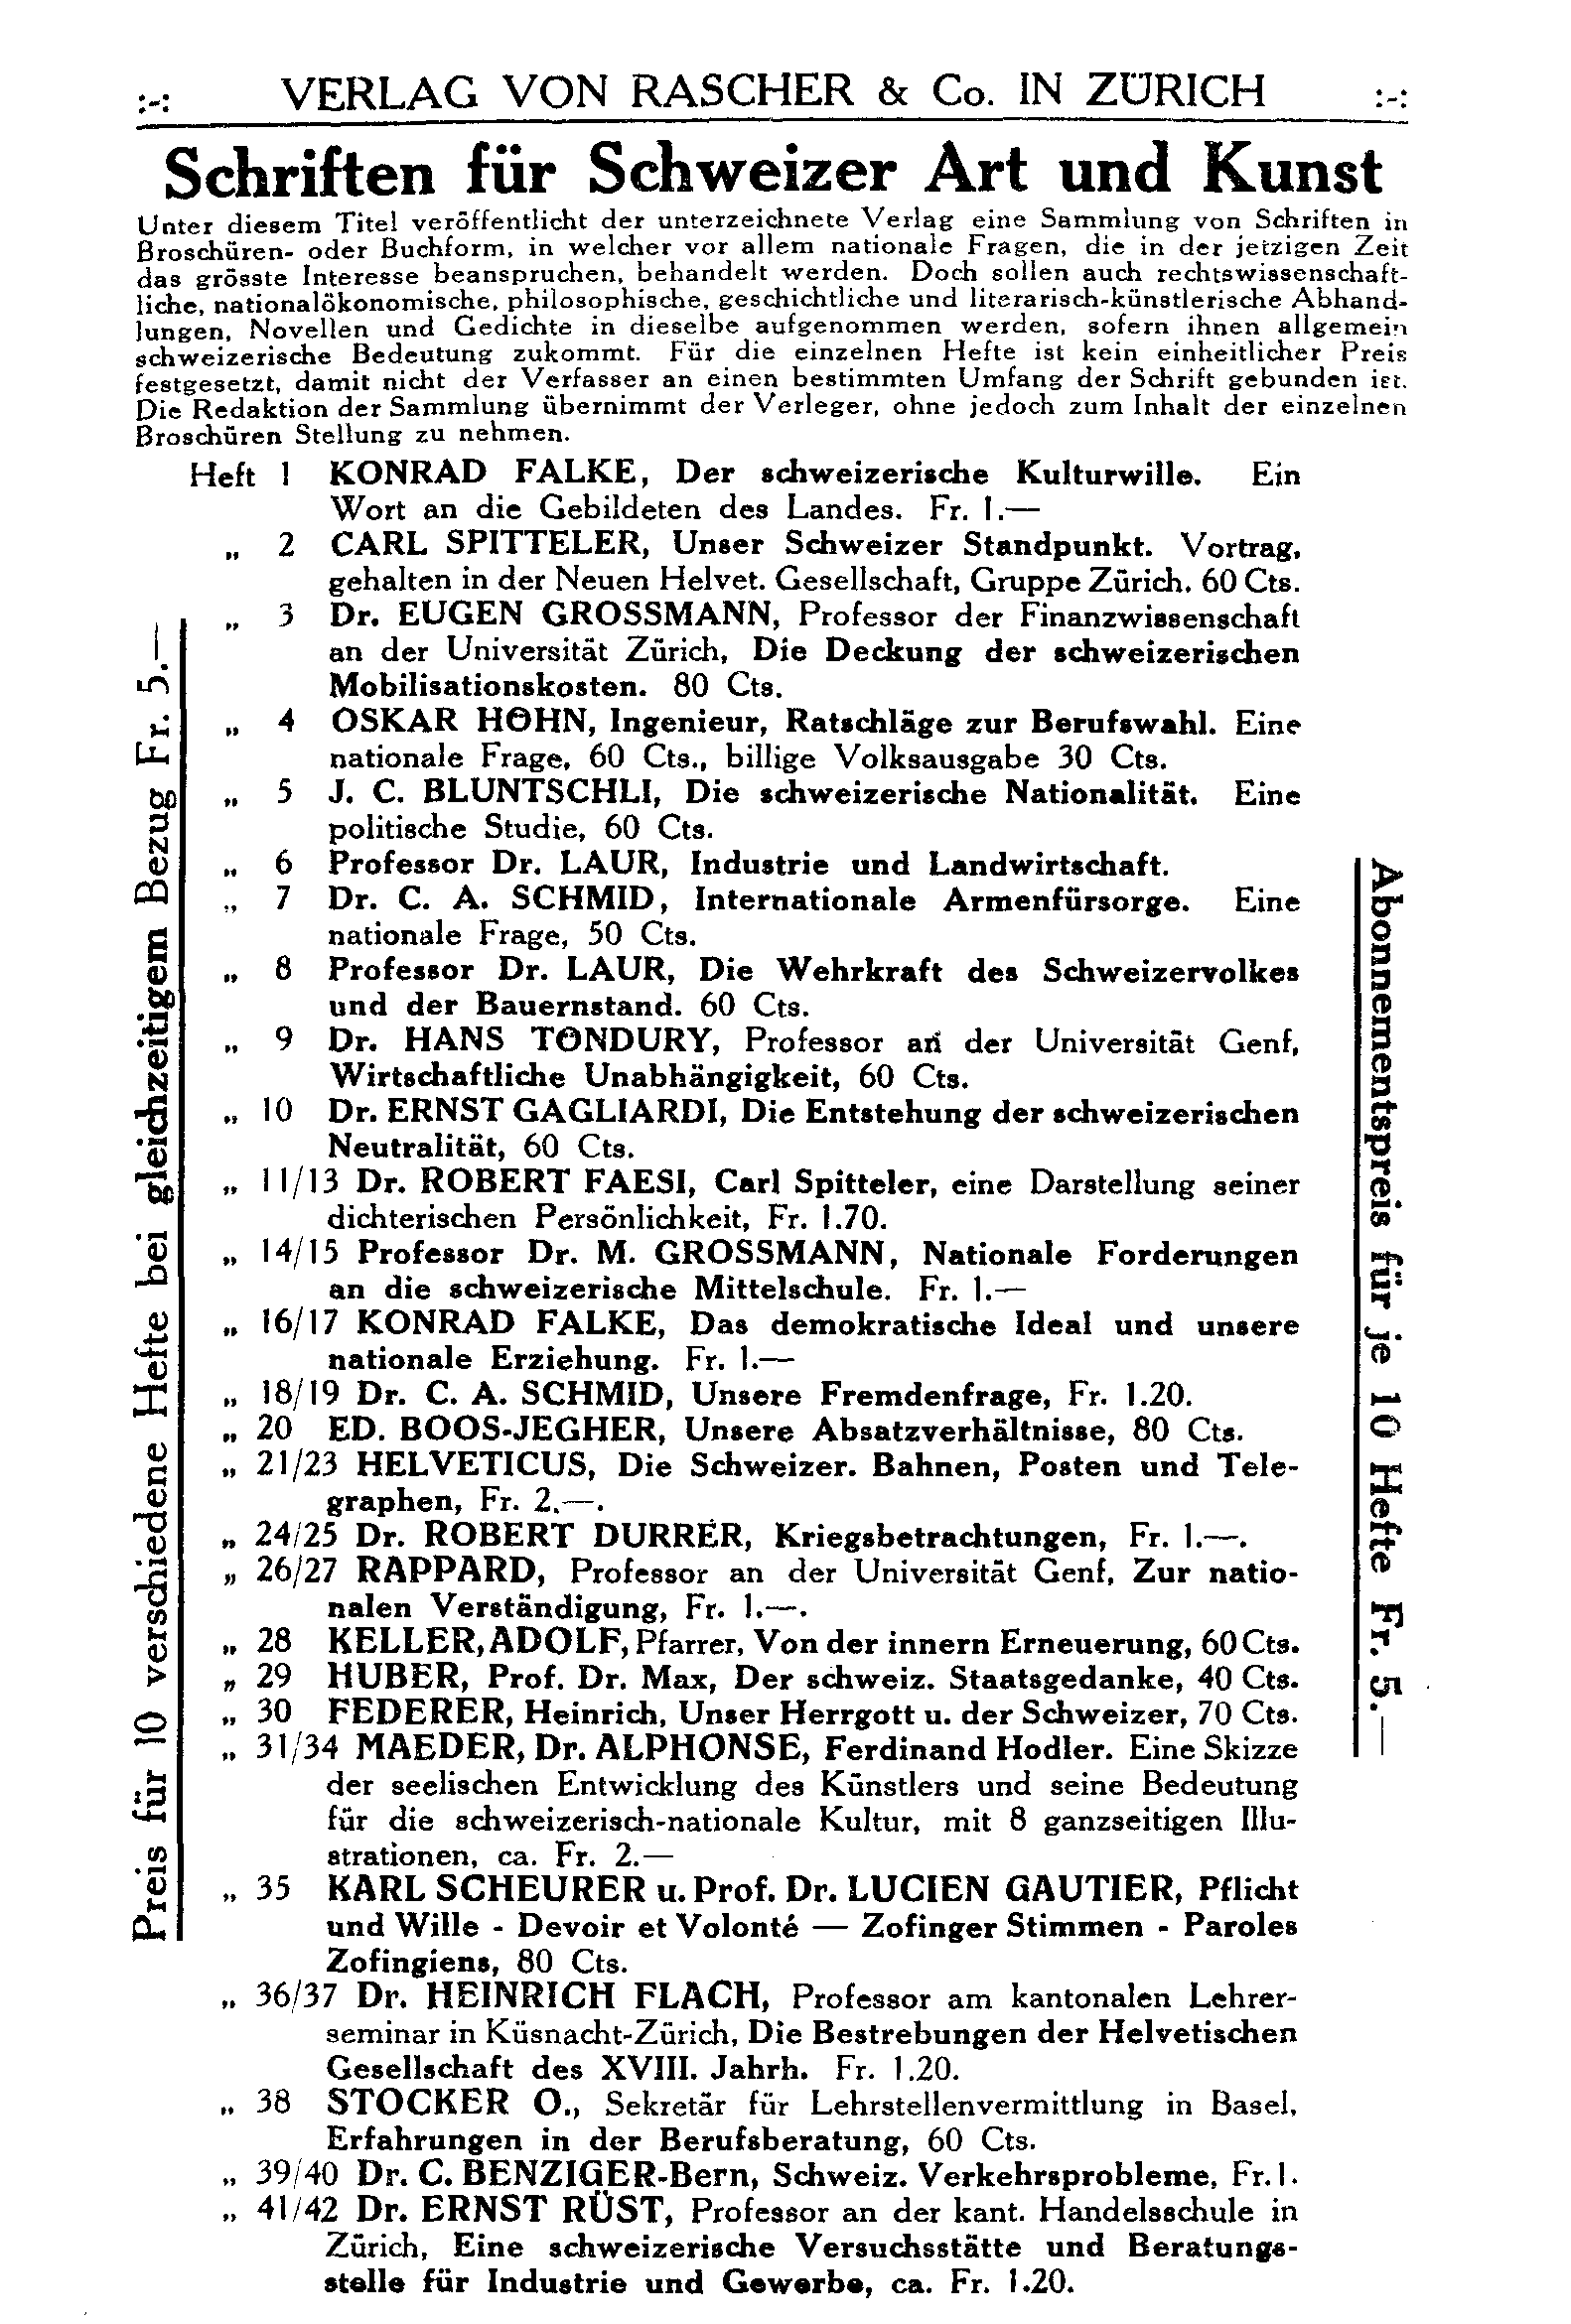 :-: VERLAG VON RASCHER & Co. IN ZÜRICH :-:
Schriften für Schweizer Art und Kunst
Unter diesem Titel veröffentlicht der unterzeichnete Verlag eine Sammlung von Schriften in
Broschüren- oder Buchform, in welcher vor allem nationale Fragen, die in der jetzigen Zeit
das grösste Interesse beanspruchen, behandelt werden. Doch sollen auch rechtswissenschaft-
liche, nationalökonomische, philosophische, geschichtliche und literarisch-künstlerische Abhand-
lungen, Novellen und Gedichte in dieselbe aufgenommen werden, sofern ihnen allgemein
schweizerische Bedeutung zukommt. Für die einzelnen Hefte ist kein einheitlicher Preis
festgesetzt, damit nicht der Verfasser an einen bestimmten Umfang der Schrift gebunden ist.
Die Redaktion der Sammlung übernimmt der Verleger, ohne jedoch zum Inhalt der einzelnen
Broschüren Stellung zu nehmen.
Heft 1 KONRAD FALKE, Der schweizerische Kulturwille. Ein
Wort an die Gebildeten des Landes. Fr. 1.—
„ 2 CARL SPITTELER, Unser Schweizer Standpunkt. Vortrag,
gehalten in der Neuen Helvet. Gesellschaft, Gruppe Zürich. 60 Cts.
„ 3 Dr. EUGEN GROSSMANN, Professor der Finanzwissenschaft
an der Universität Zürich, Die Deckung der schweizerischen
Mobilisationskosten. 80 Cts.
„ 4 OSKAR HÖHN, Ingenieur, Ratschläge zur Berufswahl. Eine
nationale Frage, 60 Cts., billige Volksausgabe 30 Cts.
„ 5 J. C. BLUNTSCHLI, Die schweizerische Nationalität. Eine
politische Studie, 60 Cts.
„ 6 Professor Dr. LAUR, Industrie und Landwirtschaft.
„ 7 Dr. C. A. SCHMID, Internationale Armenfürsorge. Eine
nationale Frage, 50 Cts.
„ 8 Professor Dr. LAUR, Die Wehrkraft des Schweizervolkes
und der Bauernstand. 60 Cts.
„ 9 Dr. HANS TÖNDURY, Professor an der Universität Genf,
Wirtschaftliche Unabhängigkeit, 60 Cts.
„ 10 Dr. ERNST GAGLIARDI, Die Entstehung der schweizerischen
Neutralität, 60 Cts.
„ 11/13 Dr. ROBERT FAESI, Carl Spitteler, eine Darstellung seiner
dichterischen Persönlichkeit, Fr. 1.70.
„ 14/15 Professor Dr. M. GROSSMANN, Nationale Forderungen
an die schweizerische Mittelschule. Fr. 1.—
„ 16/17 KONRAD FALKE, Das demokratische Ideal und unsere
nationale Erziehung. Fr. 1.—
„ 18/19 Dr. C. A. SCHMID, Unsere Fremdenfrage, Fr. 1.20.
„ 20 ED. BOOS-JEGHER, Unsere Absatzverhältnisse, 80 Cts.
„ 21/23 HELVETICUS, Die Schweizer. Bahnen, Posten und Tele-
graphen, Fr. 2.—.
„ 24/25 Dr. ROBERT DURRER, Kriegsbetrachtungen, Fr. 1.—.
„ 26/27 RAPPARD, Professor an der Universität Genf, Zur natio-
nalen Verständigung, Fr. 1.—.
„ 28 KELLER, ADOLF, Pfarrer, Von der innern Erneuerung, 60 Cts.
„ 29 HUBER, Prof. Dr. Max, Der schweiz. Staatsgedanke, 40 Cts.
„ 30 FEDERER, Heinrich, Unser Herrgott u. der Schweizer, 70 Cts.
„ 31/34 MAEDER, Dr. ALPHONSE, Ferdinand Hodler. Eine Skizze
der seelischen Entwicklung des Künstlers und seine Bedeutung
für die schweizerisch-nationale Kultur, mit 8 ganzseitigen Illu-
strationen, ca. Fr. 2.—
„ 35 KARL SCHEURER u. Prof. Dr. LUCIEN GAUTIER, Pflicht
und Wille - Devoir et Volonté — Zofinger Stimmen - Paroles
Zofingiens, 80 Cts.
„ 36/37 Dr. HEINRICH FLACH, Professor am kantonalen Lehrer-
seminar in Küsnacht-Zürich, Die Bestrebungen der Helvetischen
Gesellschaft des XVIII. Jahrh. Fr. 1.20.
„ 38 STOCKER O., Sekretär für Lehrstellenvermittlung in Basel,
Erfahrungen in der Berufsberatung, 60 Cts.
„ 39/40 Dr. C. BENZIGER-Bern, Schweiz. Verkehrsprobleme, Fr. 1.
„ 41/42 Dr. ERNST RÜST, Professor an der kant. Handelsschule in
Zürich, Eine schweizerische Versuchsstätte und Beratungs-
stelle für Industrie und Gewerbe, ca. Fr. 1.20.
Preis für 10 verschiedene Hefte bei gleichzeitigem Bezug Fr. 5.—
Abonnementspreis für je 10 Hefte Fr. 5.—